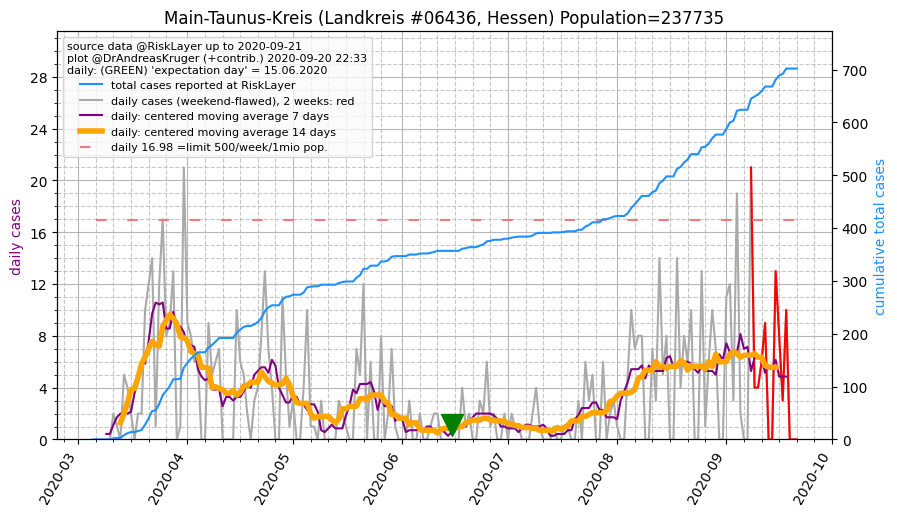 Main-Taunus-Kreis (Landkreis #06436, Hessen) Population=237735
source data @RiskLayer up to 2020-09-21
plot @DrAndreasKruger (+contrib.) 2020-09-20 22:33
daily: (GREEN) 'expectation day' = 15.06.2020
total cases reported at RiskLayer
daily cases (weekend-flawed), 2 weeks: red
daily: centered moving average 7 days
daily: centered moving average 14 days
daily 16.98 =limit 500/week/1mio pop.
daily cases
28
24
20
16
12
8
4
0
cumulative total cases
700
600
500
400
300
200
100
0
2020-03
2020-04
2020-05
2020-06
2020-07
2020-08
2020-09
2020-10